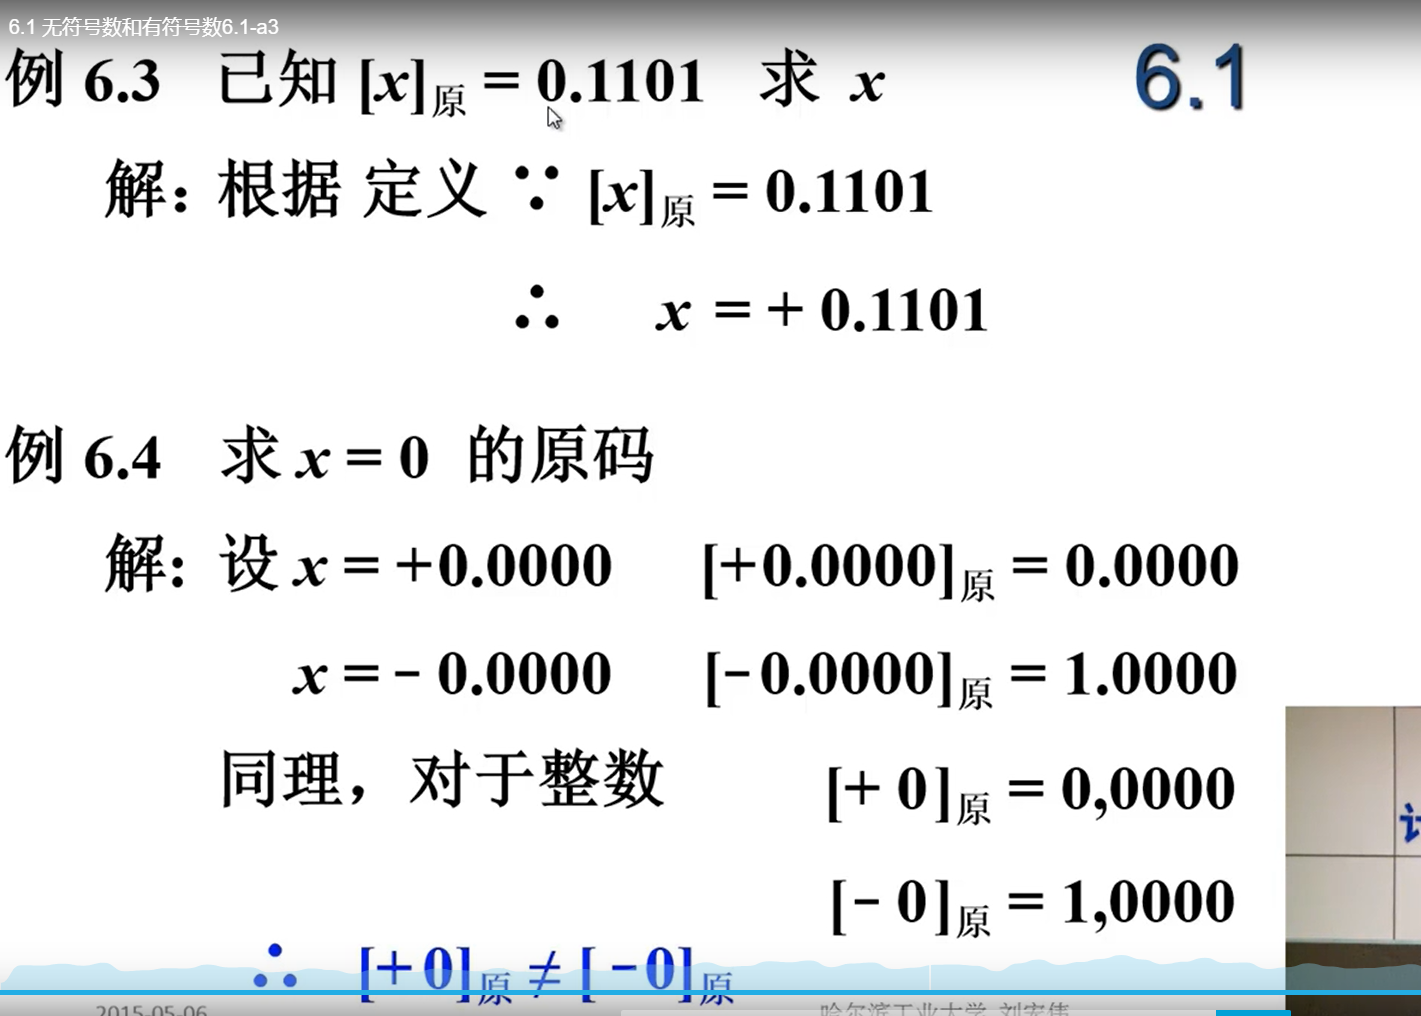 6.1 无符号数和有符号数6.1-a3
例 6.3 已知 [x]原 = 0.1101 求 x
6.1
解：根据 定义 ∵ [x]原 = 0.1101
∴ x = + 0.1101
例 6.4 求 x = 0 的原码
解：设 x = +0.0000 [+0.0000]原 = 0.0000
x = - 0.0000 [- 0.0000]原 = 1.0000
同理，对于整数 [+ 0]原 = 0,0000
[- 0]原 = 1,0000
∴ [+ 0]原 ≠ [ - 0]原
2015-05-06 哈尔滨工业大学 刘宏伟